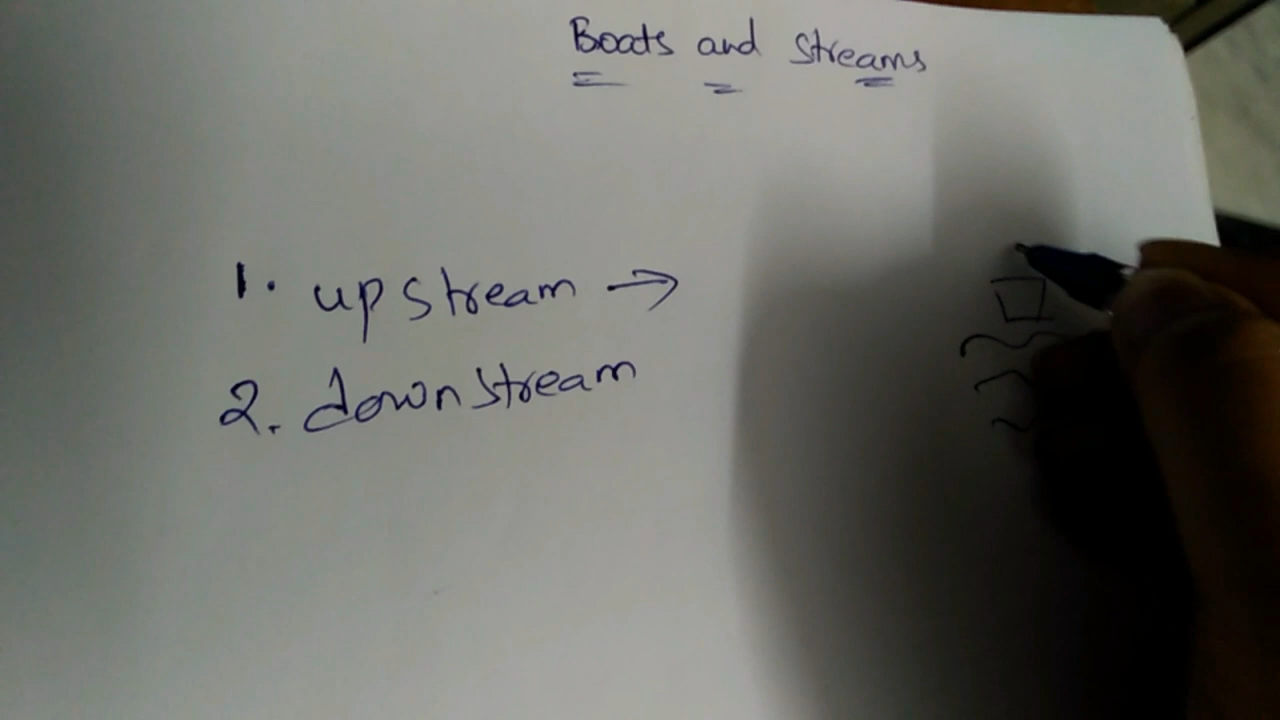 Boats and Streams
1. upstream →
2. downstream